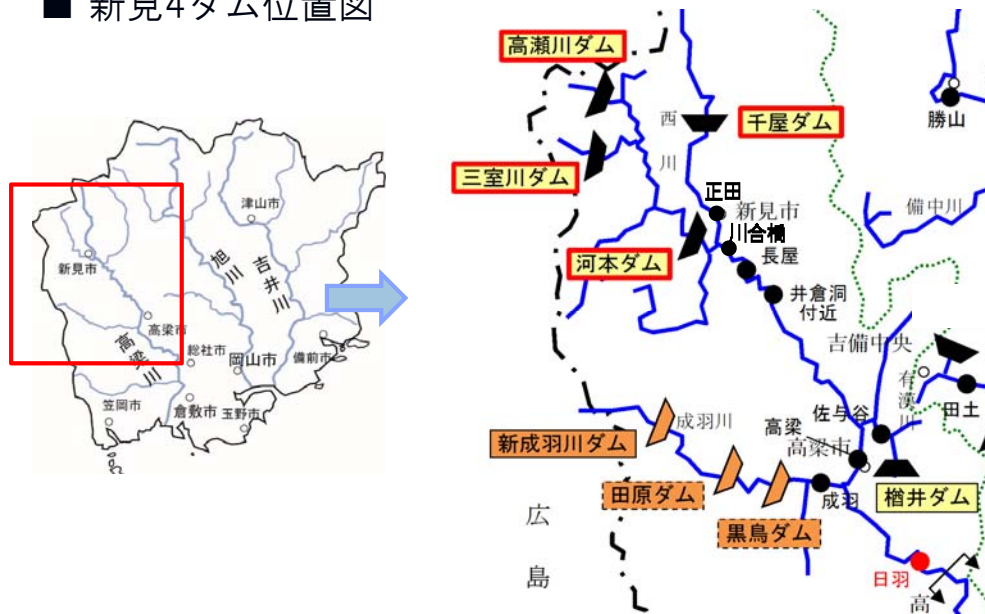 ■ 新見4ダム位置図
津山市
新見市
旭川
吉井川
高梁市
高梁川
総社市
岡山市
備前市
笠岡市
倉敷市
玉野市
高瀬川ダム
西川
千屋ダム
勝山
三室川ダム
正田
新見市
備中川
川合橋
河本ダム
長屋
井倉洞
付近
吉備中央
有漢川
田土
佐与谷
高梁
高梁市
新成羽川ダム
成羽川
田原ダム
成羽
楢井ダム
黒鳥ダム
広島
日羽
高